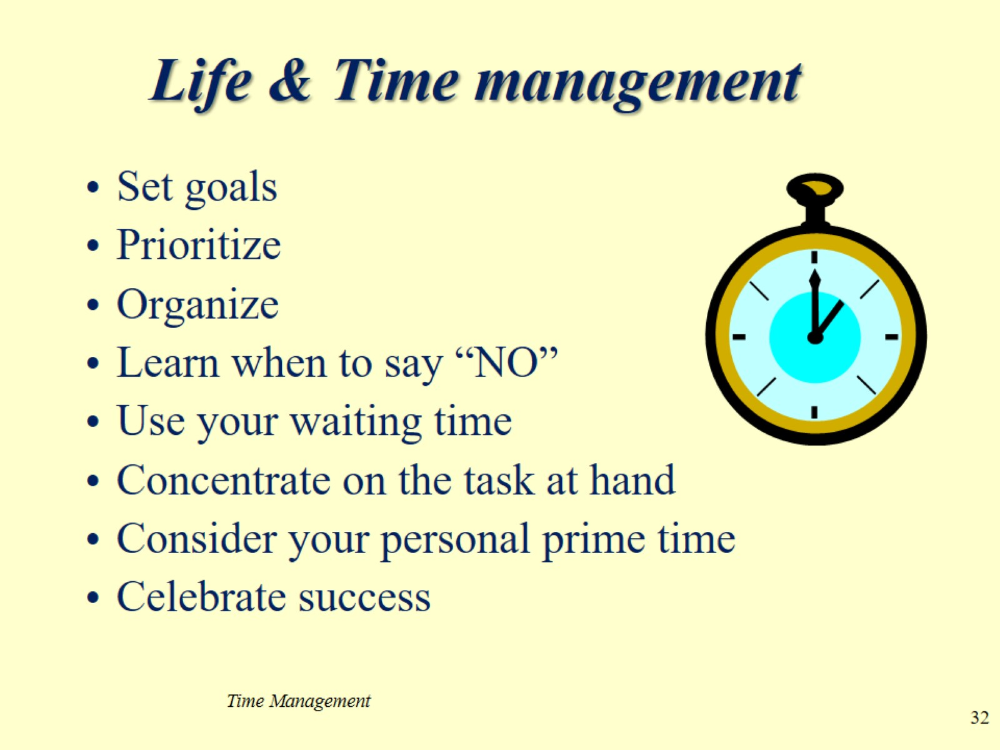 Life & Time management
• Set goals
• Prioritize
• Organize
• Learn when to say “NO”
• Use your waiting time
• Concentrate on the task at hand
• Consider your personal prime time
• Celebrate success
Time Management
32